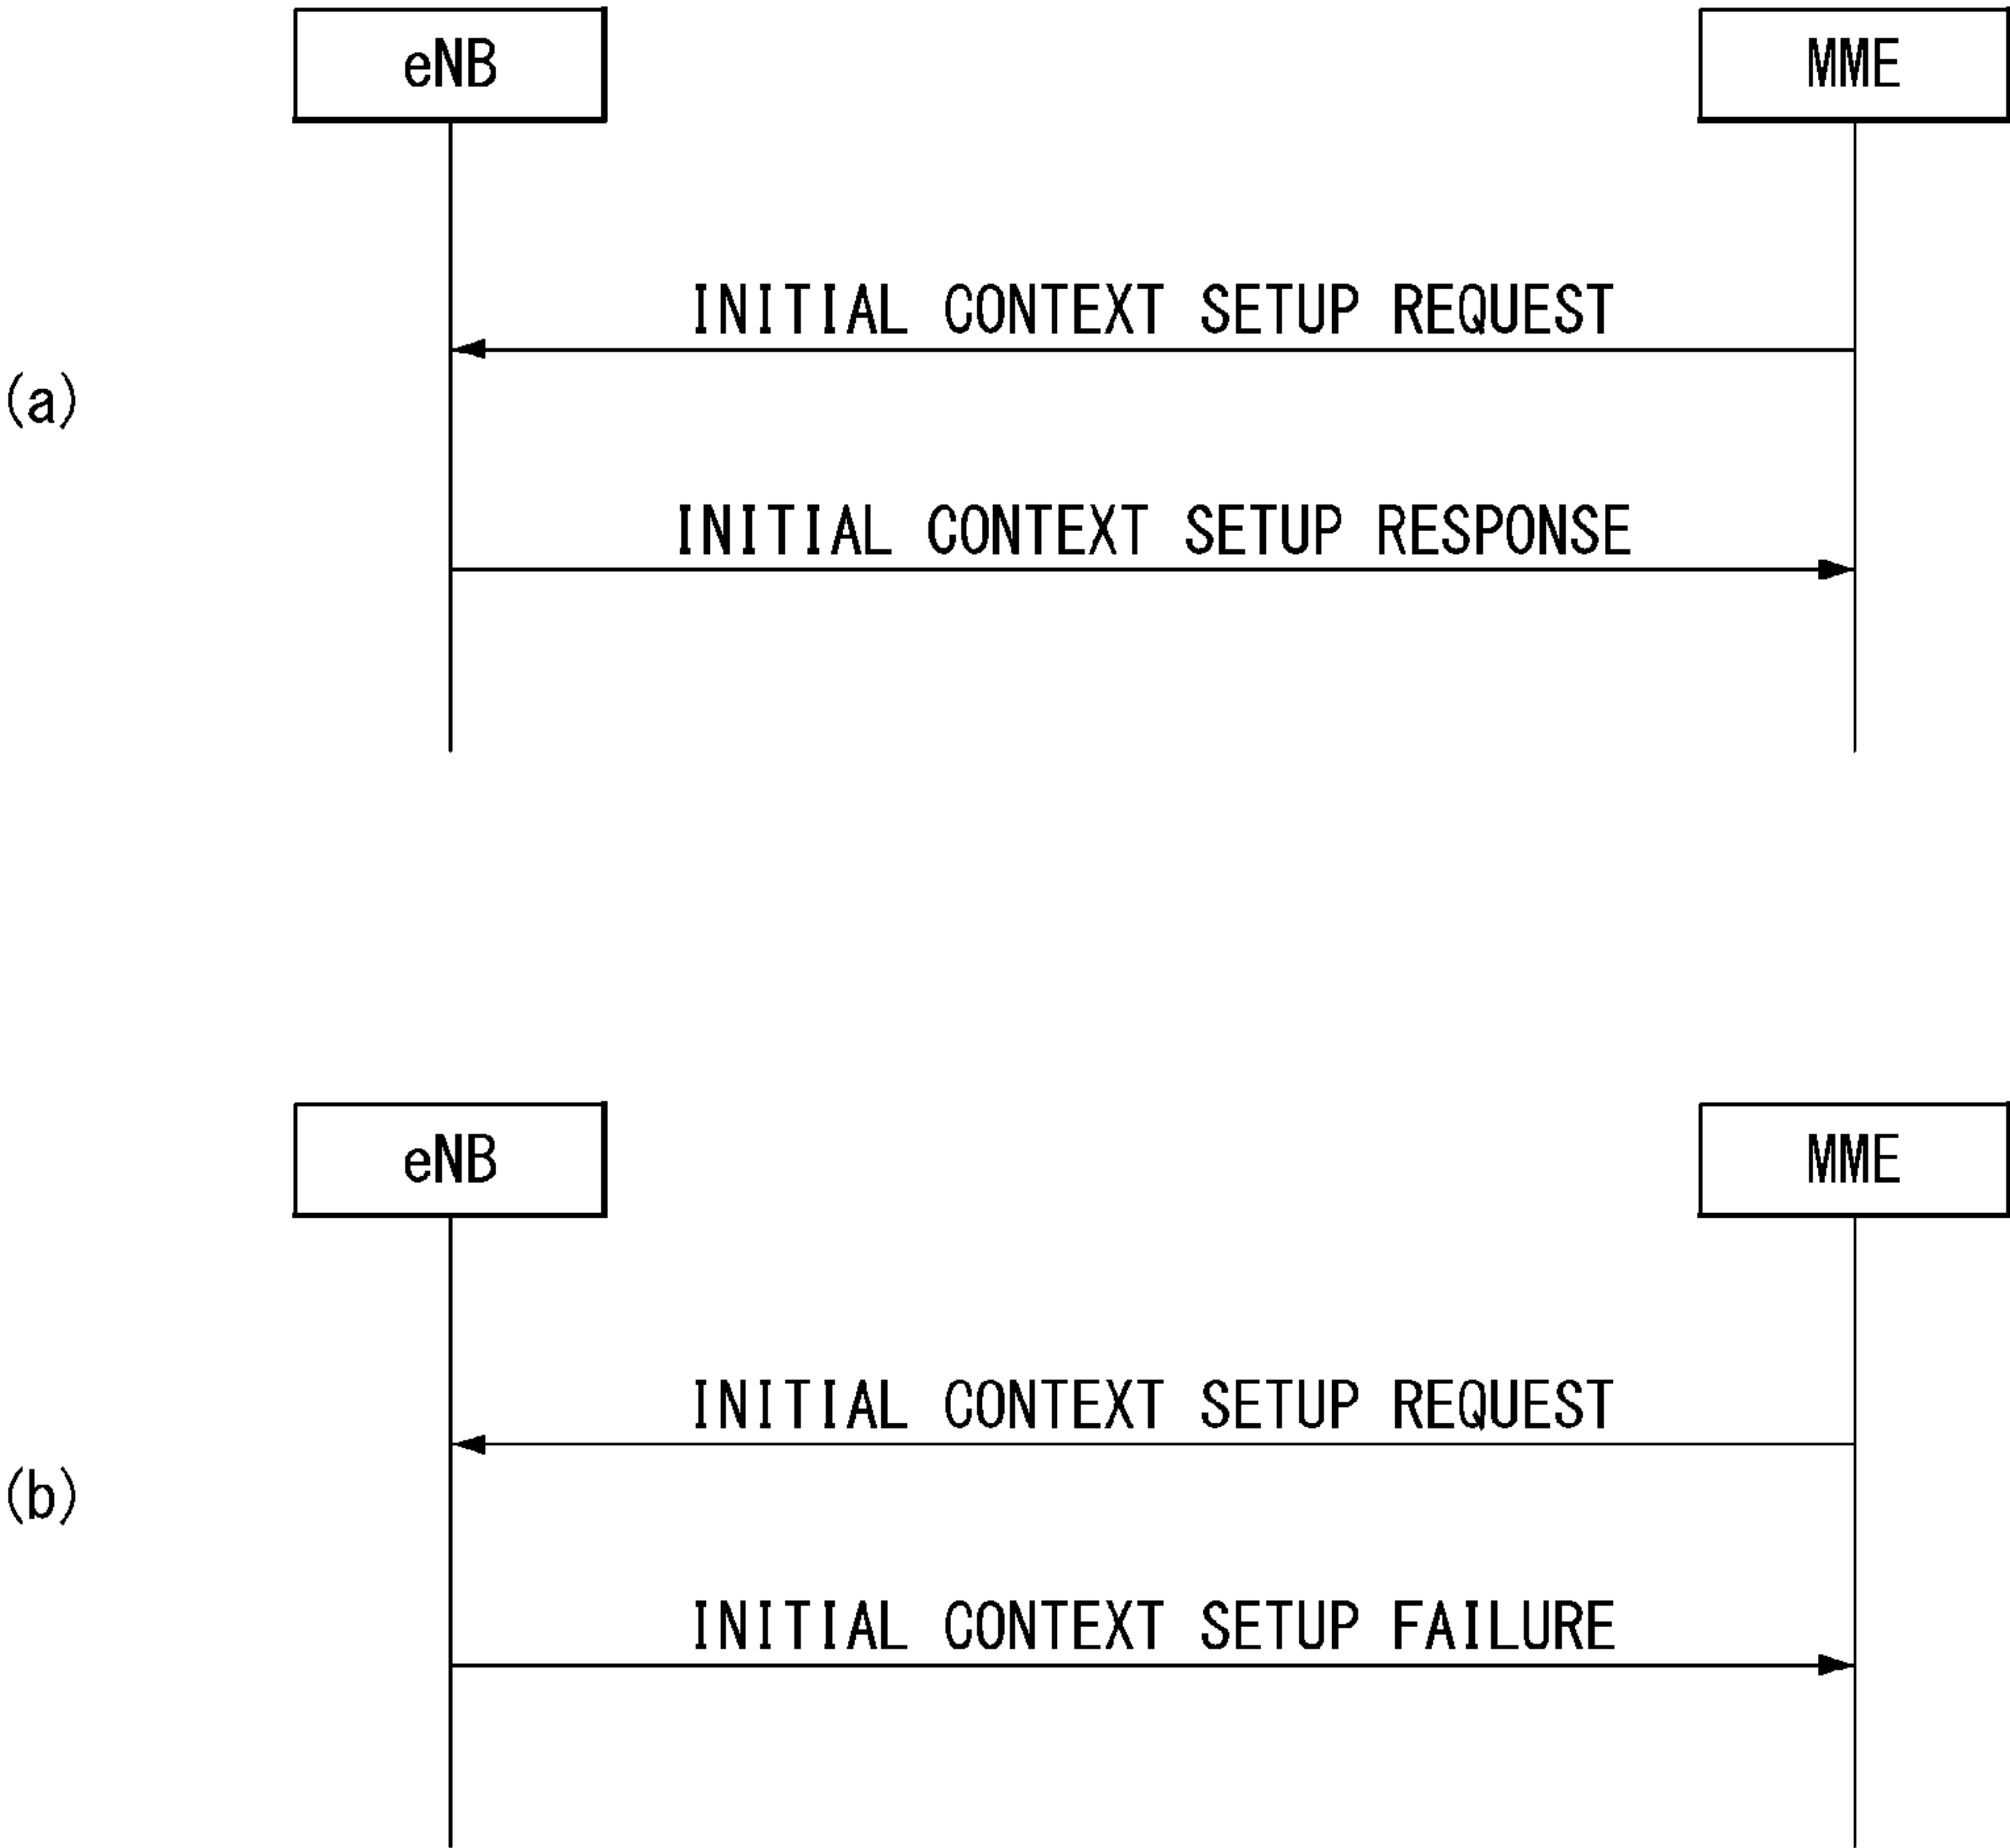 eNB MME
INITIAL CONTEXT SETUP REQUEST
(a)
INITIAL CONTEXT SETUP RESPONSE
eNB MME
INITIAL CONTEXT SETUP REQUEST
(b)
INITIAL CONTEXT SETUP FAILURE